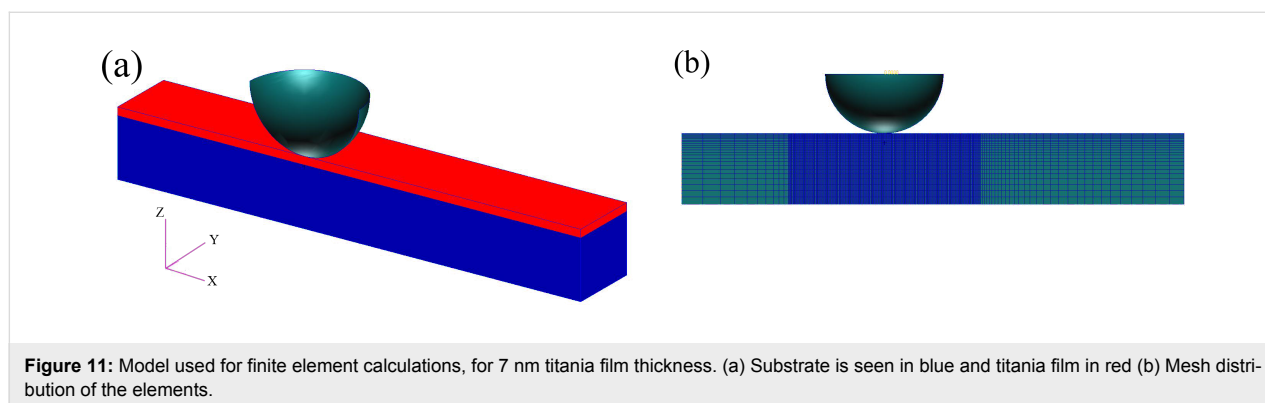 (a)
(b)
Z
Y
X
Figure 11: Model used for finite element calculations, for 7 nm titania film thickness. (a) Substrate is seen in blue and titania film in red (b) Mesh distri-
bution of the elements.